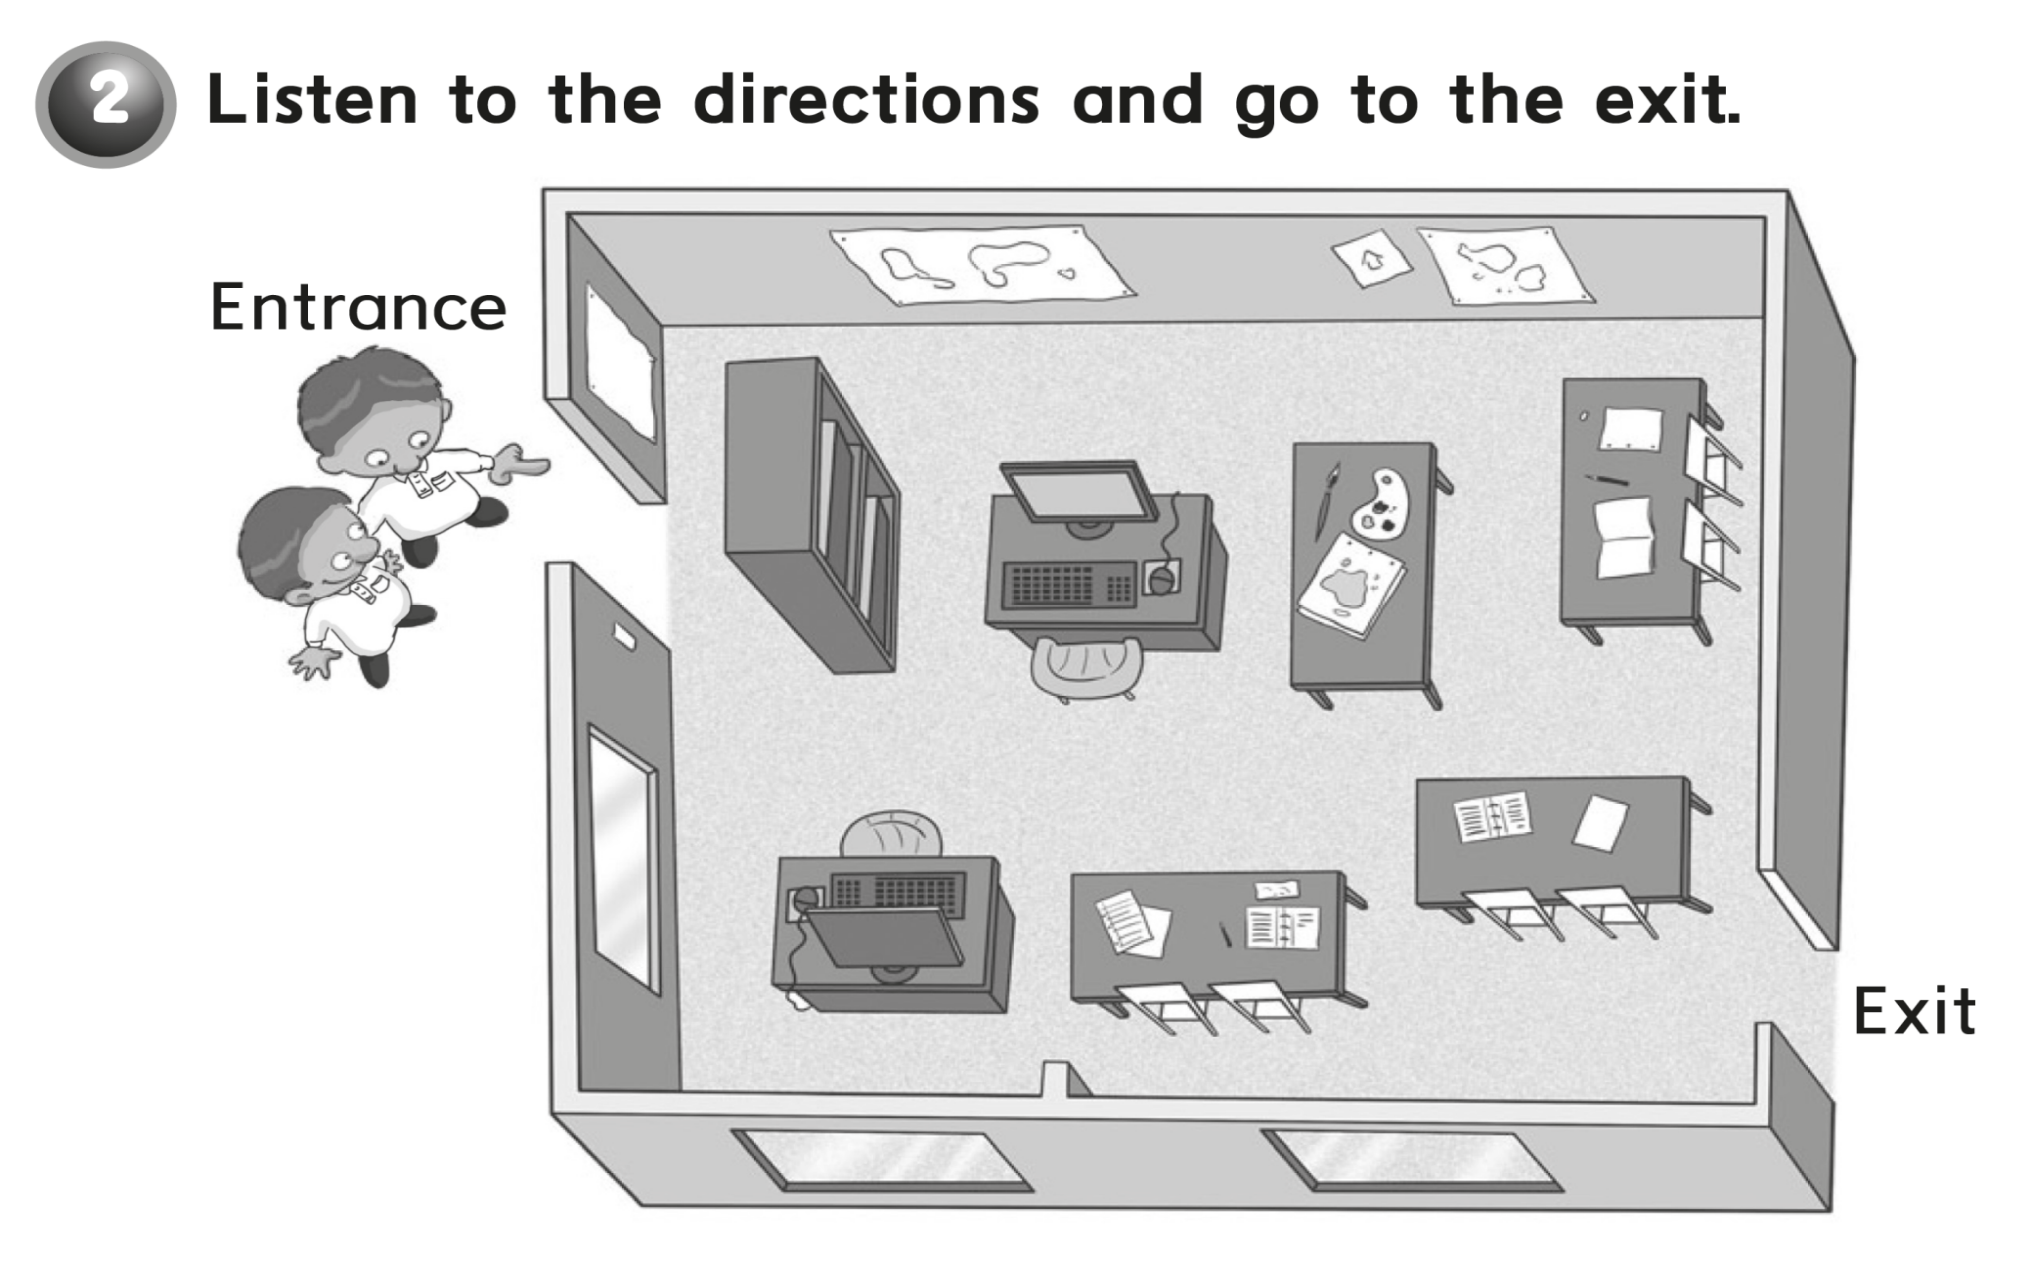 2 Listen to the directions and go to the exit.
Entrance
Exit